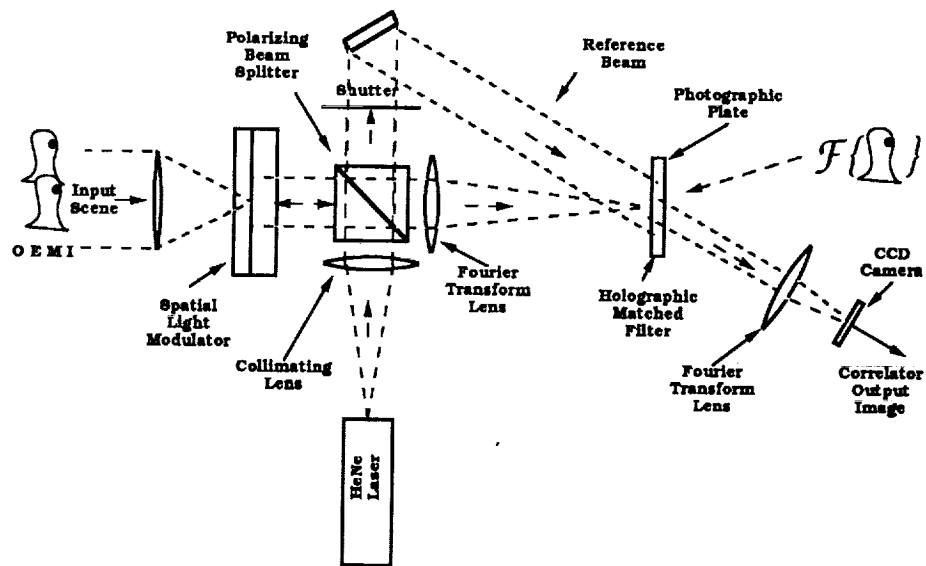 Polarizing
Beam
Splitter
Shutter
Reference
Beam
Photographic
Plate
ℱ{ }
Input
Scene
O E M I
Spatial
Light
Modulator
Collimating
Lens
Fourier
Transform
Lens
Holographic
Matched
Filter
CCD
Camera
Fourier
Transform
Lens
Correlator
Output
Image
HeNe
Laser